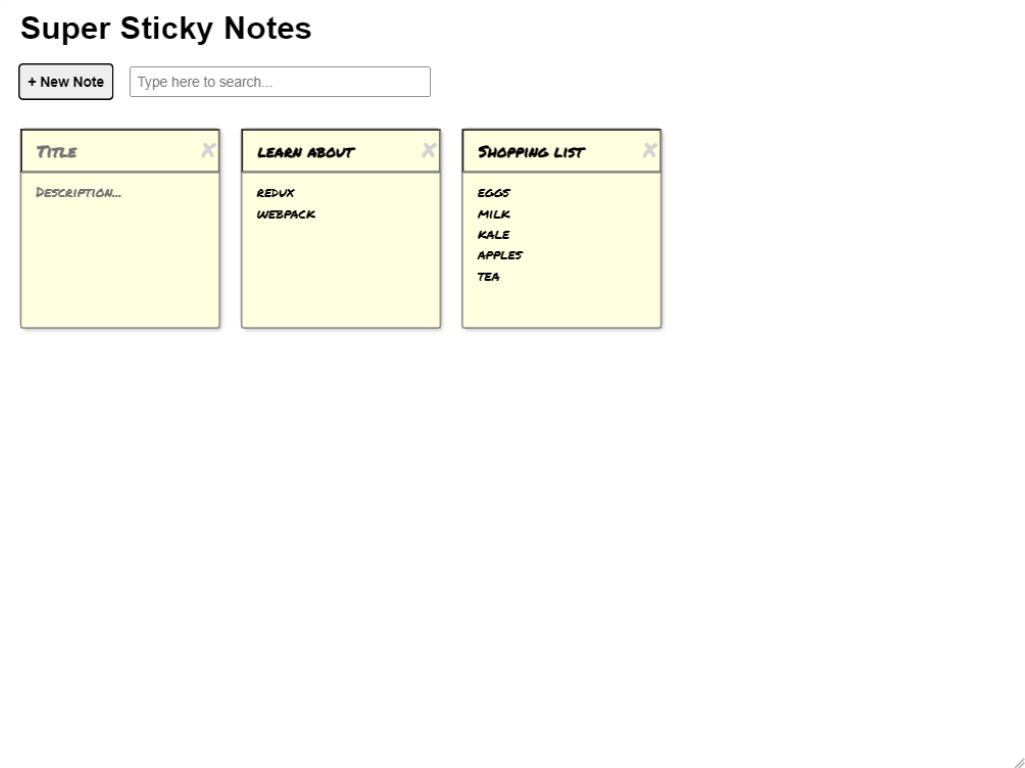 Super Sticky Notes
+ New Note
Type here to search...
Title
x
Description...
Learn about
x
Redux
Webpack
Shopping list
x
Eggs
Milk
Kale
Apples
Tea